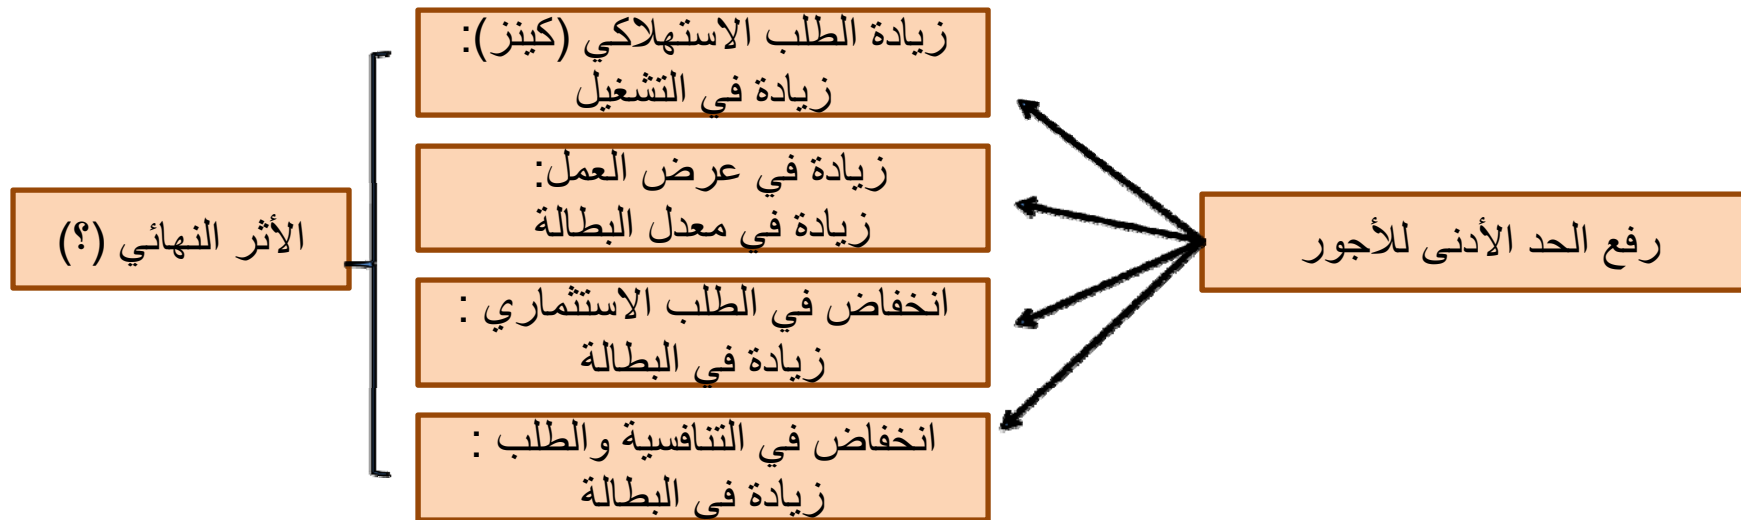 رفع الحد الأدنى للأجور
زيادة الطلب الاستهلاكي (كينز):
زيادة في التشغيل
زيادة في عرض العمل:
زيادة في معدل البطالة
انخفاض في الطلب الاستثماري :
زيادة في البطالة
انخفاض في التنافسية والطلب :
زيادة في البطالة
الأثر النهائي (؟)